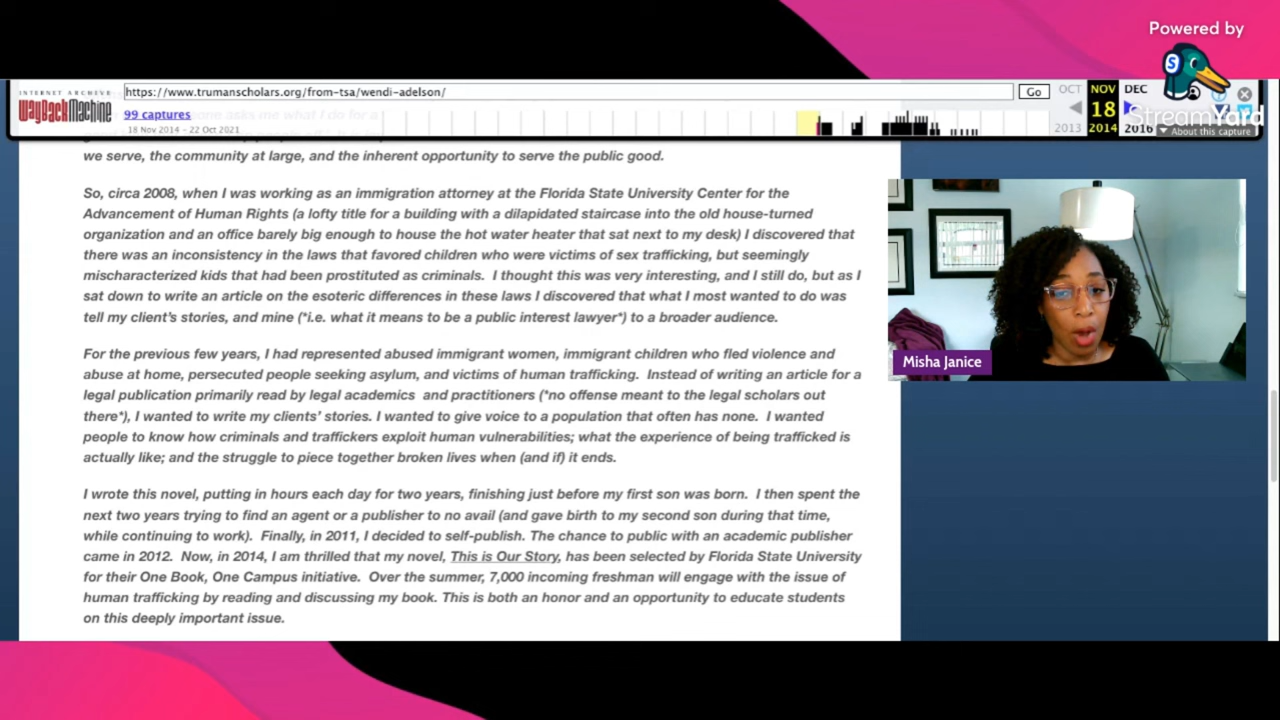 Powered by
StreamYard
INTERNET ARCHIVE
WayBackMachine
https://www.trumanscholars.org/from-tsa/wendi-adelson/
Go
OCT
NOV
DEC
99 captures
18
18 Nov 2014 – 22 Oct 2021
2013
2014
2016
About this capture
we serve, the community at large, and the inherent opportunity to serve the public good.
So, circa 2008, when I was working as an immigration attorney at the Florida State University Center for the
Advancement of Human Rights (a lofty title for a building with a dilapidated staircase into the old house-turned
organization and an office barely big enough to house the hot water heater that sat next to my desk) I discovered that
there was an inconsistency in the laws that favored children who were victims of sex trafficking, but seemingly
mischaracterized kids that had been prostituted as criminals. I thought this was very interesting, and I still do, but as I
sat down to write an article on the esoteric differences in these laws I discovered that what I most wanted to do was
tell my client's stories, and mine (*i.e. what it means to be a public interest lawyer*) to a broader audience.
For the previous few years, I had represented abused immigrant women, immigrant children who fled violence and
abuse at home, persecuted people seeking asylum, and victims of human trafficking. Instead of writing an article for a
legal publication primarily read by legal academics and practitioners (*no offense meant to the legal scholars out
there*), I wanted to write my clients' stories. I wanted to give voice to a population that often has none. I wanted
people to know how criminals and traffickers exploit human vulnerabilities; what the experience of being trafficked is
actually like; and the struggle to piece together broken lives when (and if) it ends.
I wrote this novel, putting in hours each day for two years, finishing just before my first son was born. I then spent the
next two years trying to find an agent or a publisher to no avail (and gave birth to my second son during that time,
while continuing to work). Finally, in 2011, I decided to self-publish. The chance to public with an academic publisher
came in 2012. Now, in 2014, I am thrilled that my novel, This is Our Story, has been selected by Florida State University
for their One Book, One Campus initiative. Over the summer, 7,000 incoming freshman will engage with the issue of
human trafficking by reading and discussing my book. This is both an honor and an opportunity to educate students
on this deeply important issue.
Misha Janice